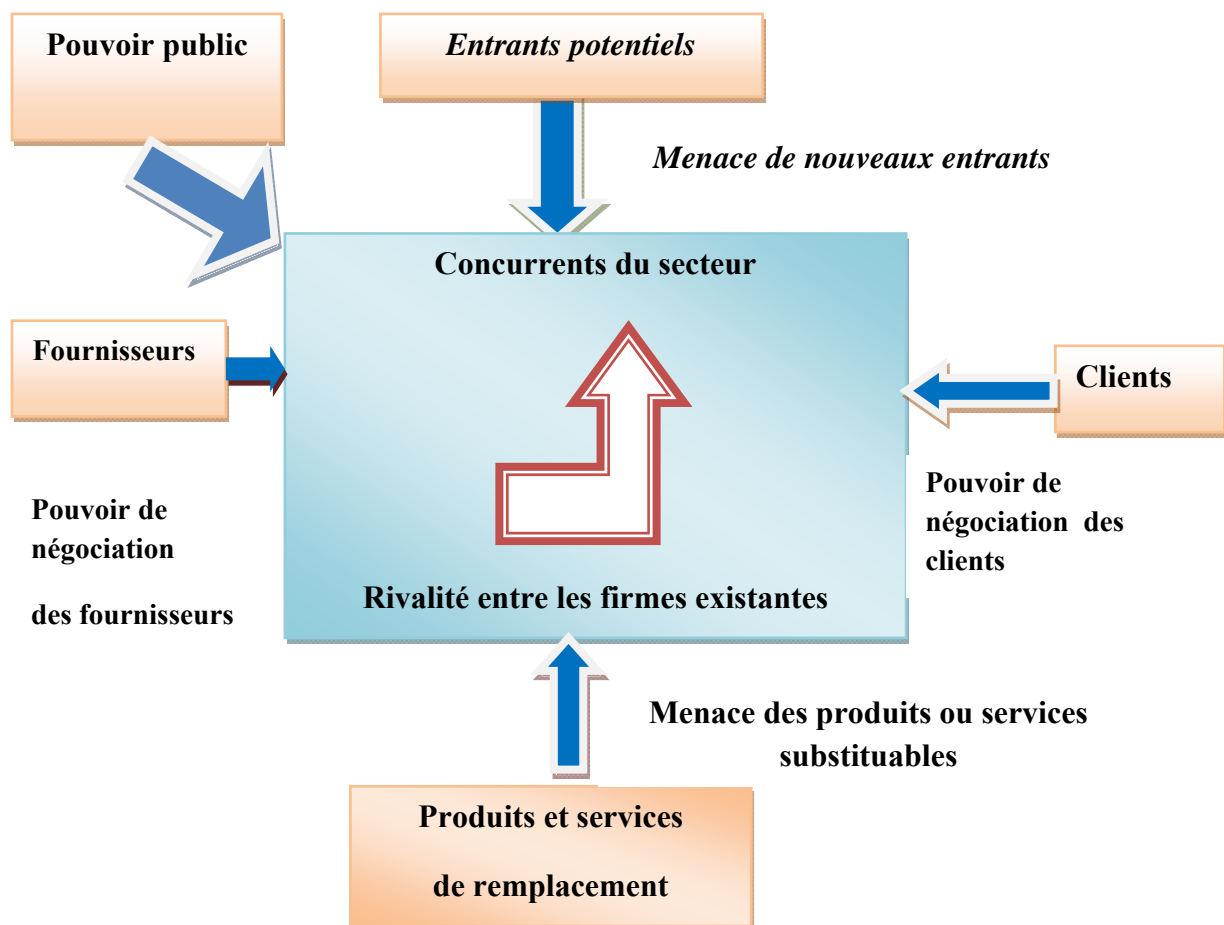 Pouvoir public
Entrants potentiels
Menace de nouveaux entrants
Concurrents du secteur
Fournisseurs
Clients
Pouvoir de
négociation
des fournisseurs
Pouvoir de
négociation des
clients
Rivalité entre les firmes existantes
Menace des produits ou services
substituables
Produits et services
de remplacement